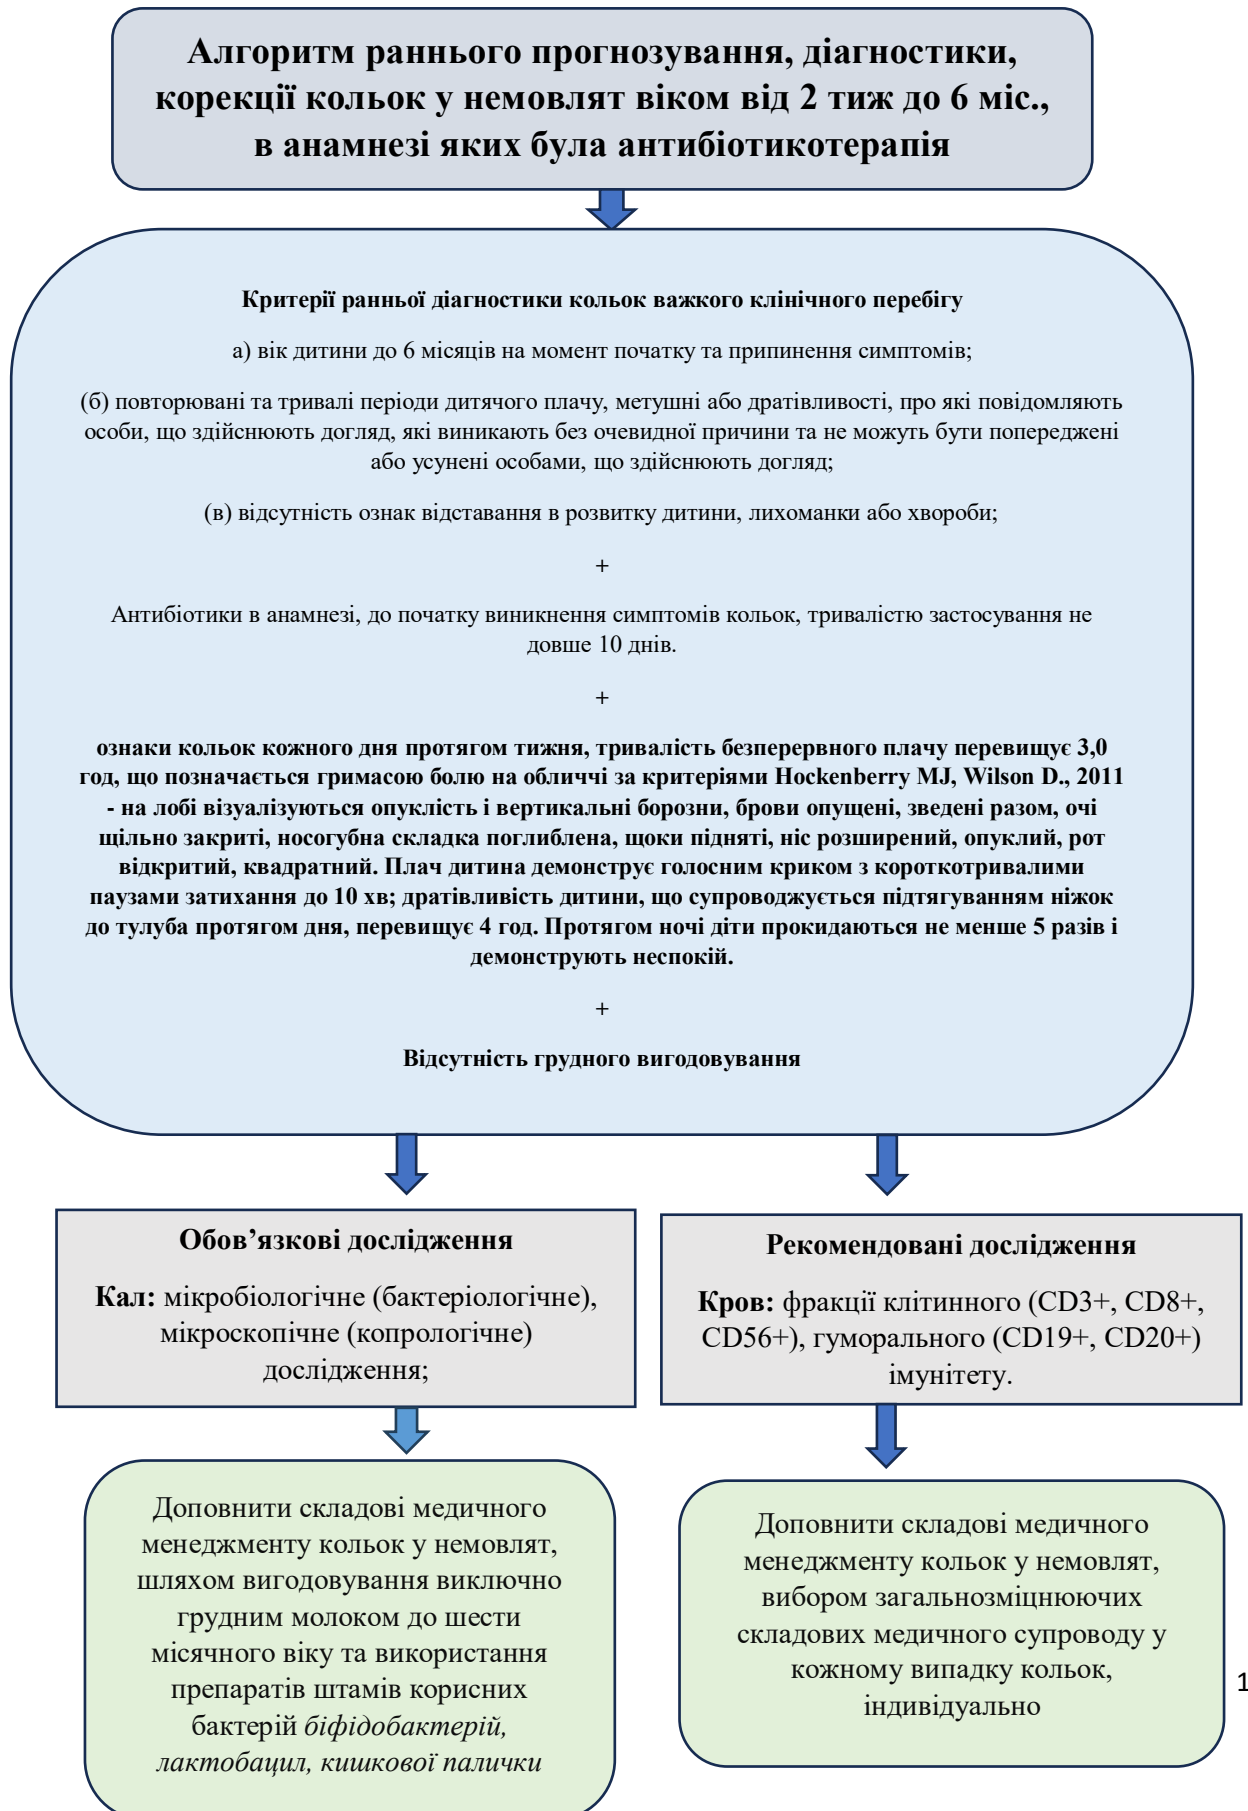 Алгоритм раннього прогнозування, діагностики,
корекції кольок у немовлят віком від 2 тиж до 6 міс.,
в анамнезі яких була антибіотикотерапія
Критерії ранньої діагностики кольок важкого клінічного перебігу
а) вік дитини до 6 місяців на момент початку та припинення симптомів;
(б) повторювані та тривалі періоди дитячого плачу, метушні або дратівливості, про які повідомляють
особи, що здійснюють догляд, які виникають без очевидної причини та не можуть бути попереджені
або усунені особами, що здійснюють догляд;
(в) відсутність ознак відставання в розвитку дитини, лихоманки або хвороби;
+
Антибіотики в анамнезі, до початку виникнення симптомів кольок, тривалістю застосування не
довше 10 днів.
+
ознаки кольок кожного дня протягом тижня, тривалість безперервного плачу перевищує 3,0
год, що позначається гримасою болю на обличчі за критеріями Hockenberry MJ, Wilson D., 2011
- на лобі візуалізуються опуклість і вертикальні борозни, брови опущені, зведені разом, очі
щільно закриті, носогубна складка поглиблена, щоки підняті, ніс розширений, опуклий, рот
відкритий, квадратний. Плач дитина демонструє голосним криком з короткотривалими
паузами затихання до 10 хв; дратівливість дитини, що супроводжується підтягуванням ніжок
до тулуба протягом дня, перевищує 4 год. Протягом ночі діти прокидаються не менше 5 разів і
демонструють неспокій.
+
Відсутність грудного вигодовування
Обов’язкові дослідження
Кал: мікробіологічне (бактеріологічне),
мікроскопічне (копрологічне)
дослідження;
Рекомендовані дослідження
Кров: фракції клітинного (CD3+, CD8+,
CD56+), гуморального (CD19+, CD20+)
імунітету.
Доповнити складові медичного
менеджменту кольок у немовлят,
шляхом вигодовування виключно
грудним молоком до шести
місячного віку та використання
препаратів штамів корисних
бактерій біфідобактерій,
лактобацил, кишкової палички
Доповнити складові медичного
менеджменту кольок у немовлят,
вибором загальнозміцнюючих
складових медичного супроводу у
кожному випадку кольок,
індивідуально
1